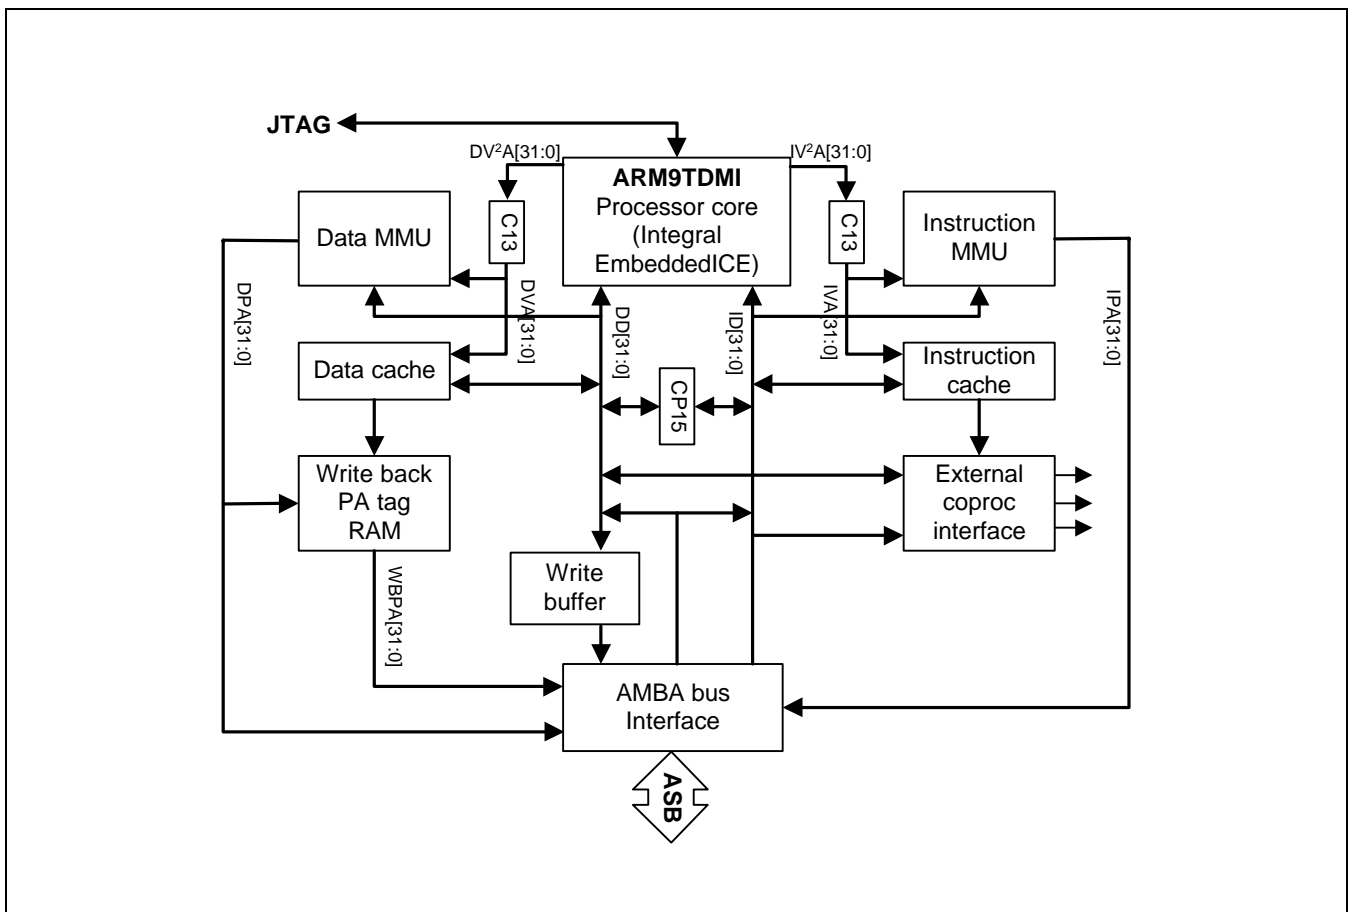 JTAG
DV²A[31:0]
IV²A[31:0]
ARM9TDMI
Processor core
(Integral
EmbeddedICE)
Data MMU
C13
C13
Instruction
MMU
DPA[31:0]
DVA[31:0]
DD[31:0]
ID[31:0]
IVA[31:0]
IPA[31:0]
Data cache
CP15
Instruction
cache
Write back
PA tag
RAM
External
coproc
interface
Write
buffer
WBPA[31:0]
AMBA bus
Interface
ASB